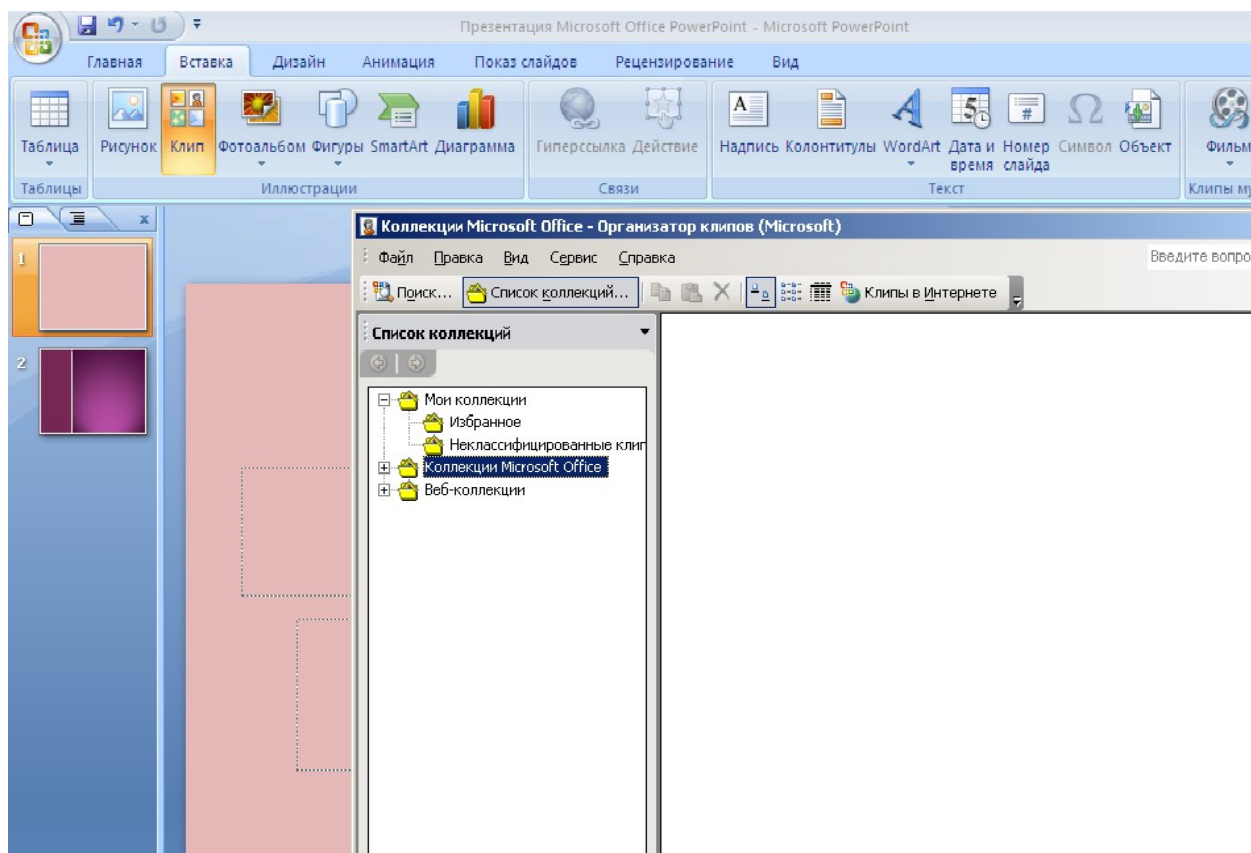 Презентация Microsoft Office PowerPoint - Microsoft PowerPoint
Главная Вставка Дизайн Анимация Показ слайдов Рецензирование Вид
Таблица Рисунок Клип Фотоальбом Фигуры SmartArt Диаграмма Гиперссылка Действие Надпись Колонтитулы WordArt Дата и время Номер слайда Символ Объект Фильм
Таблицы Иллюстрации Связи Текст Клипы
1
2
Коллекции Microsoft Office - Организатор клипов (Microsoft)
Файл Правка Вид Сервис Справка Введите
Поиск... Список коллекций... Клипы в Интернете
Список коллекций
Мои коллекции
Избранное
Неклассифицированные
Коллекции Microsoft Office
Веб-коллекции